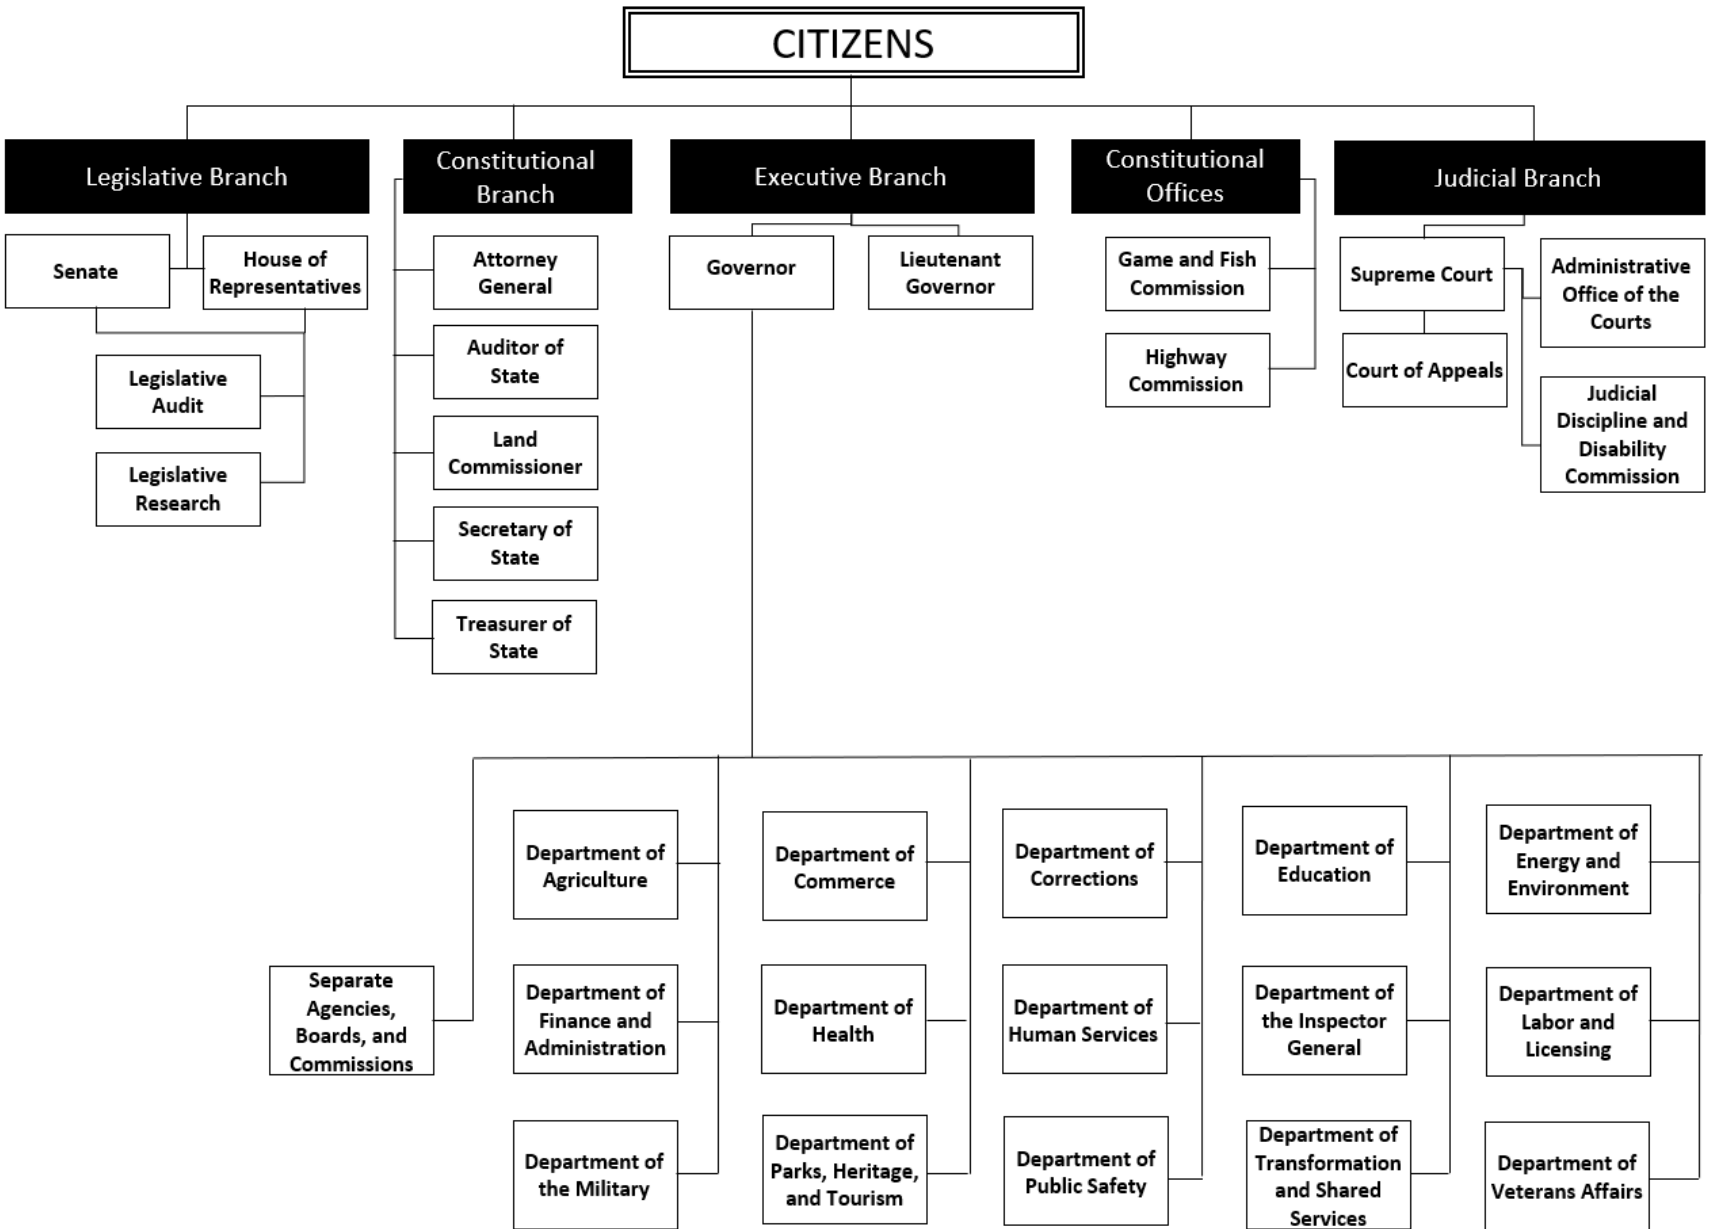 CITIZENS
Legislative Branch
Constitutional
Branch
Executive Branch
Constitutional
Offices
Judicial Branch
Senate
House of
Representatives
Legislative
Audit
Legislative
Research
Attorney
General
Auditor of
State
Land
Commissioner
Secretary of
State
Treasurer of
State
Governor
Lieutenant
Governor
Game and Fish
Commission
Highway
Commission
Supreme Court
Court of Appeals
Administrative
Office of the
Courts
Judicial
Discipline and
Disability
Commission
Separate
Agencies,
Boards, and
Commissions
Department of
Agriculture
Department of
Commerce
Department of
Corrections
Department of
Education
Department of
Energy and
Environment
Department of
Finance and
Administration
Department of
Health
Department of
Human Services
Department of
the Inspector
General
Department of
Labor and
Licensing
Department of
the Military
Department of
Parks, Heritage,
and Tourism
Department of
Public Safety
Department of
Transformation
and Shared
Services
Department of
Veterans Affairs